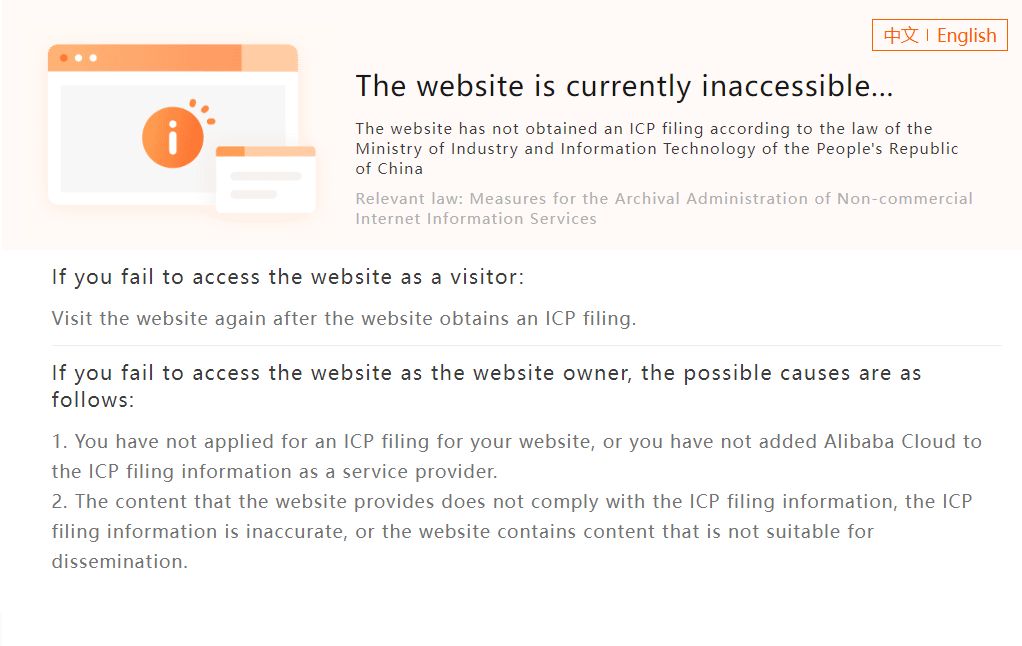 中文 | English
The website is currently inaccessible...
The website has not obtained an ICP filing according to the law of the
Ministry of Industry and Information Technology of the People's Republic
of China
Relevant law: Measures for the Archival Administration of Non-commercial
Internet Information Services
If you fail to access the website as a visitor:
Visit the website again after the website obtains an ICP filing.
If you fail to access the website as the website owner, the possible causes are as
follows:
1. You have not applied for an ICP filing for your website, or you have not added Alibaba Cloud to
the ICP filing information as a service provider.
2. The content that the website provides does not comply with the ICP filing information, the ICP
filing information is inaccurate, or the website contains content that is not suitable for
dissemination.